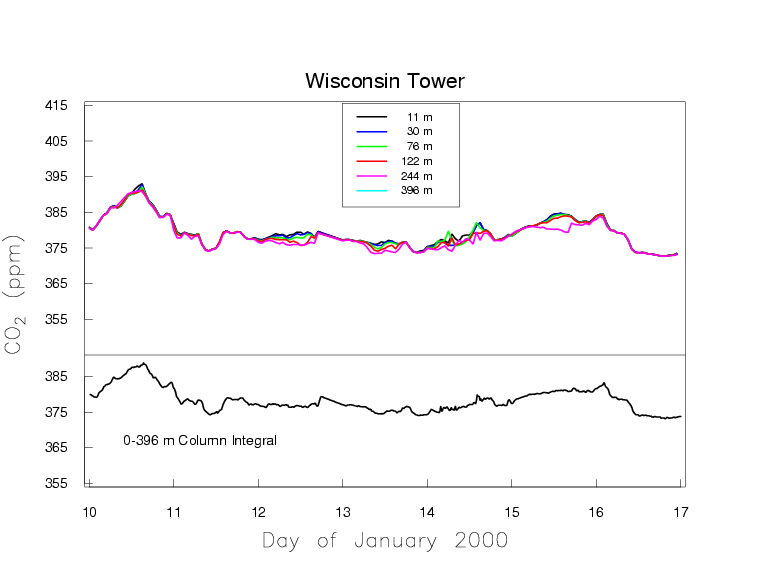 Wisconsin Tower
415
405
395
385
375
365
355
11 m
30 m
76 m
122 m
244 m
396 m
CO2 (ppm)
385
375
365
355
0-396 m Column Integral
10 11 12 13 14 15 16 17
Day of January 2000